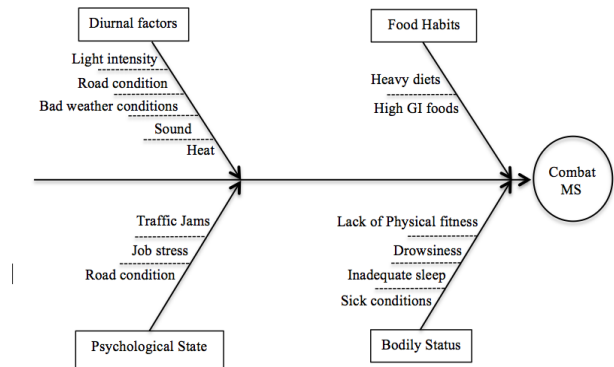 Diurnal factors
Light intensity
Road condition
Bad weather conditions
Sound
Heat
Food Habits
Heavy diets
High GI foods
Combat
MS
Traffic Jams
Job stress
Road condition
Psychological State
Lack of Physical fitness
Drowsiness
Inadequate sleep
Sick conditions
Bodily Status